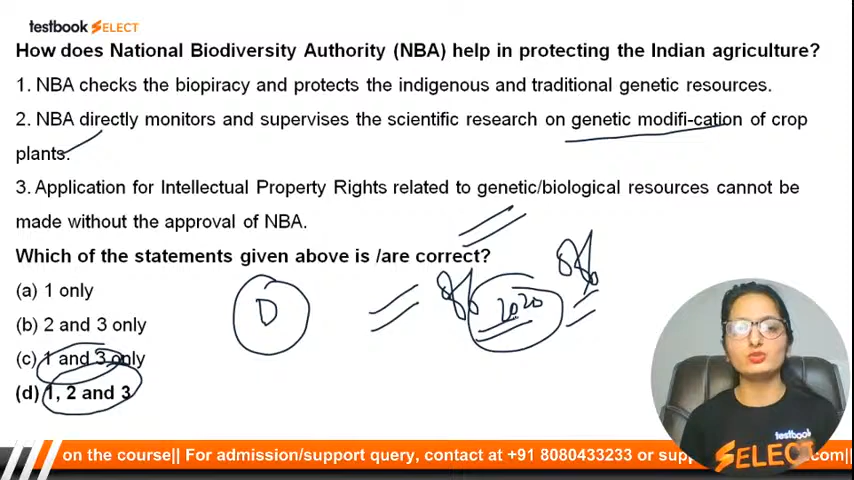 testbook SELECT
How does National Biodiversity Authority (NBA) help in protecting the Indian agriculture?
1. NBA checks the biopiracy and protects the indigenous and traditional genetic resources.
2. NBA directly monitors and supervises the scientific research on genetic modifi-cation of crop
plants.
3. Application for Intellectual Property Rights related to genetic/biological resources cannot be
made without the approval of NBA.
Which of the statements given above is /are correct?
(a) 1 only
D
2020
(b) 2 and 3 only
(c) 1 and 3 only
(d) 1, 2 and 3
testbook
SELECT
on the course|| For admission/support query, contact at +91 8080433233 or supp
com||